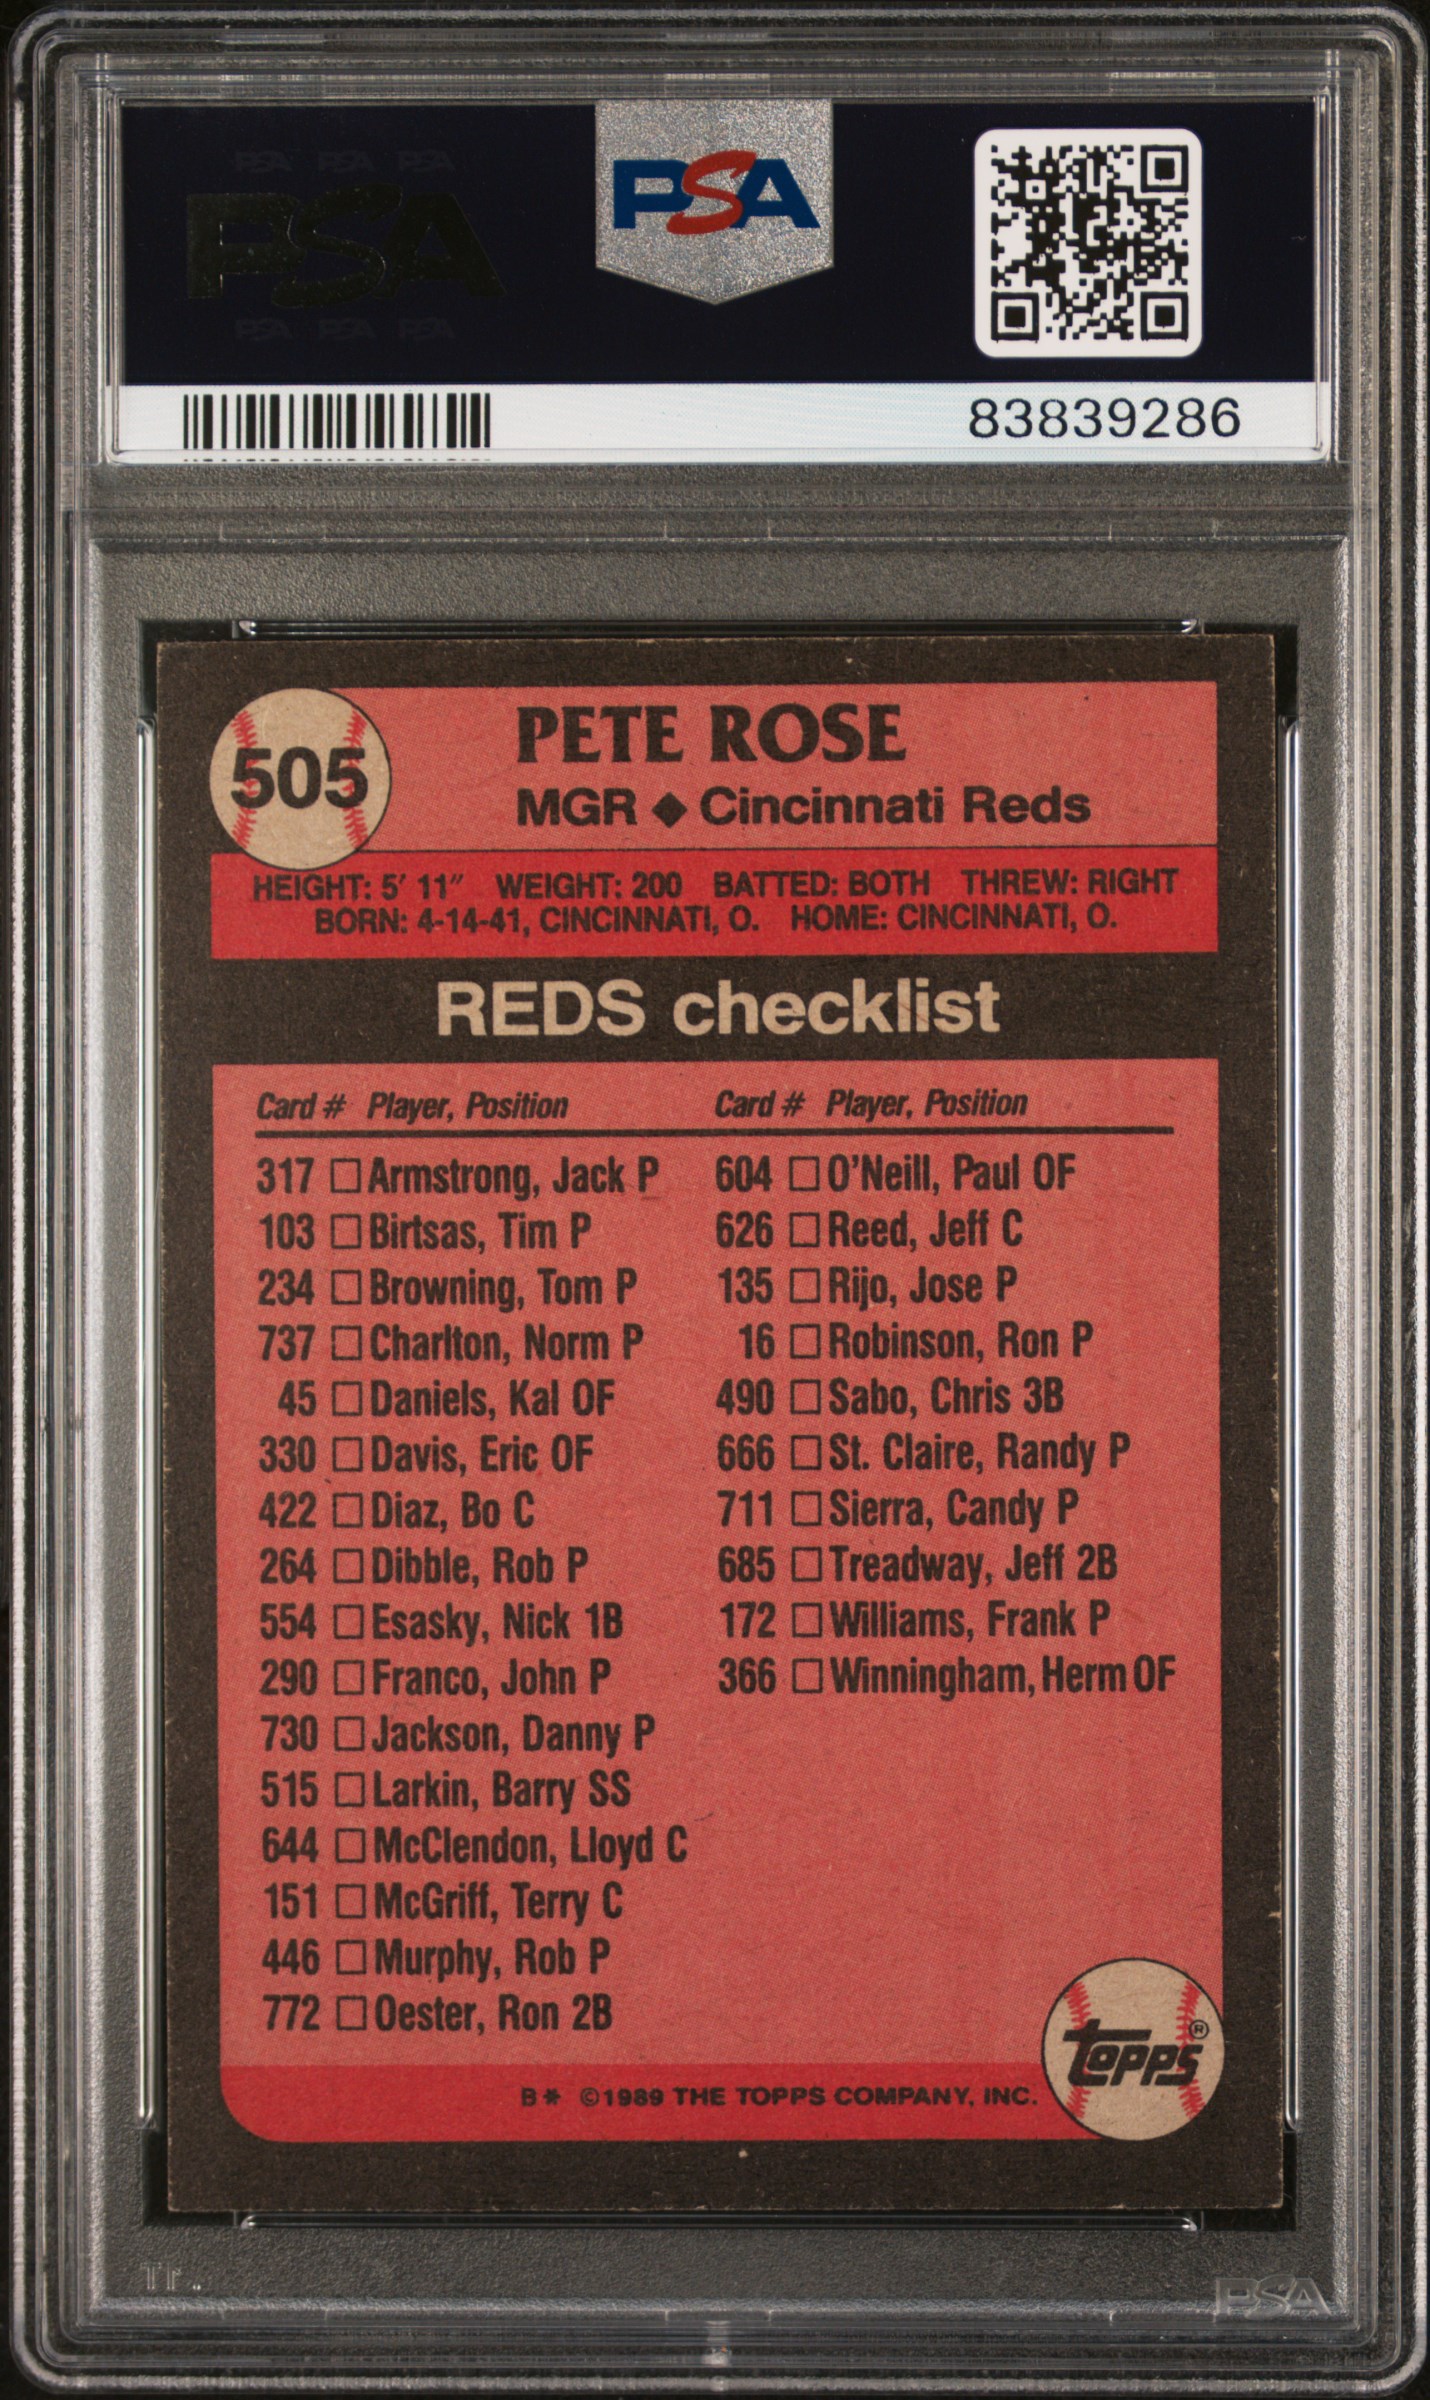 PSA PSA PSA
PSA
PSA PSA PSA
PSA
83839286
505
PETE ROSE
MGR ◆ Cincinnati Reds
HEIGHT: 5′ 11″ WEIGHT: 200 BATTED: BOTH THREW: RIGHT
BORN: 4-14-41, CINCINNATI, O. HOME: CINCINNATI, O.
REDS checklist
Card # Player, Position
317 □ Armstrong, Jack P
103 □ Birtsas, Tim P
234 □ Browning, Tom P
737 □ Charlton, Norm P
45 □ Daniels, Kal OF
330 □ Davis, Eric OF
422 □ Diaz, Bo C
264 □ Dibble, Rob P
554 □ Esasky, Nick 1B
290 □ Franco, John P
730 □ Jackson, Danny P
515 □ Larkin, Barry SS
644 □ McClendon, Lloyd C
151 □ McGriff, Terry C
446 □ Murphy, Rob P
772 □ Oester, Ron 2B
Card # Player, Position
604 □ O'Neill, Paul OF
626 □ Reed, Jeff C
135 □ Rijo, Jose P
16 □ Robinson, Ron P
490 □ Sabo, Chris 3B
666 □ St. Claire, Randy P
711 □ Sierra, Candy P
685 □ Treadway, Jeff 2B
172 □ Williams, Frank P
366 □ Winningham, Herm OF
topps®
B* ©1989 THE TOPPS COMPANY, INC.
PSA